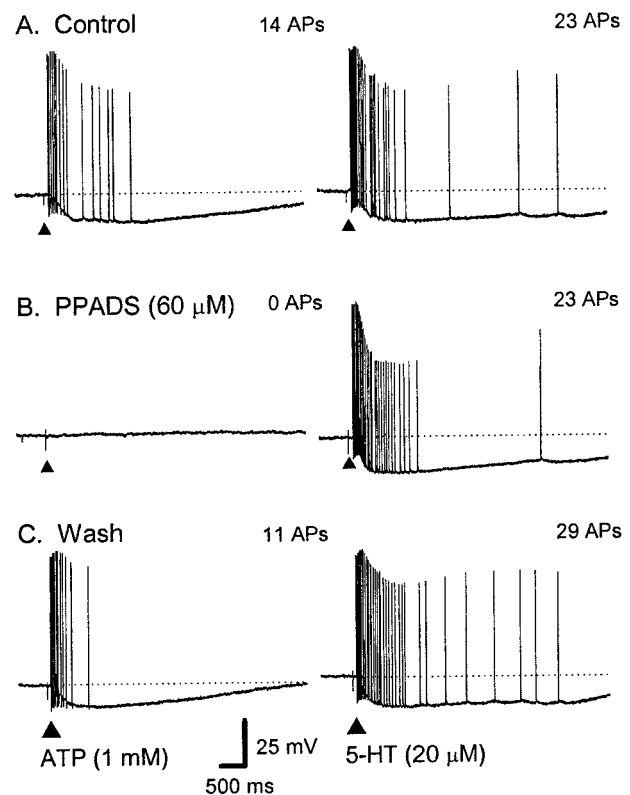 A. Control
14 APs
23 APs
B. PPADS (60 µM)
0 APs
23 APs
C. Wash
11 APs
29 APs
ATP (1 mM)
25 mV
500 ms
5-HT (20 µM)